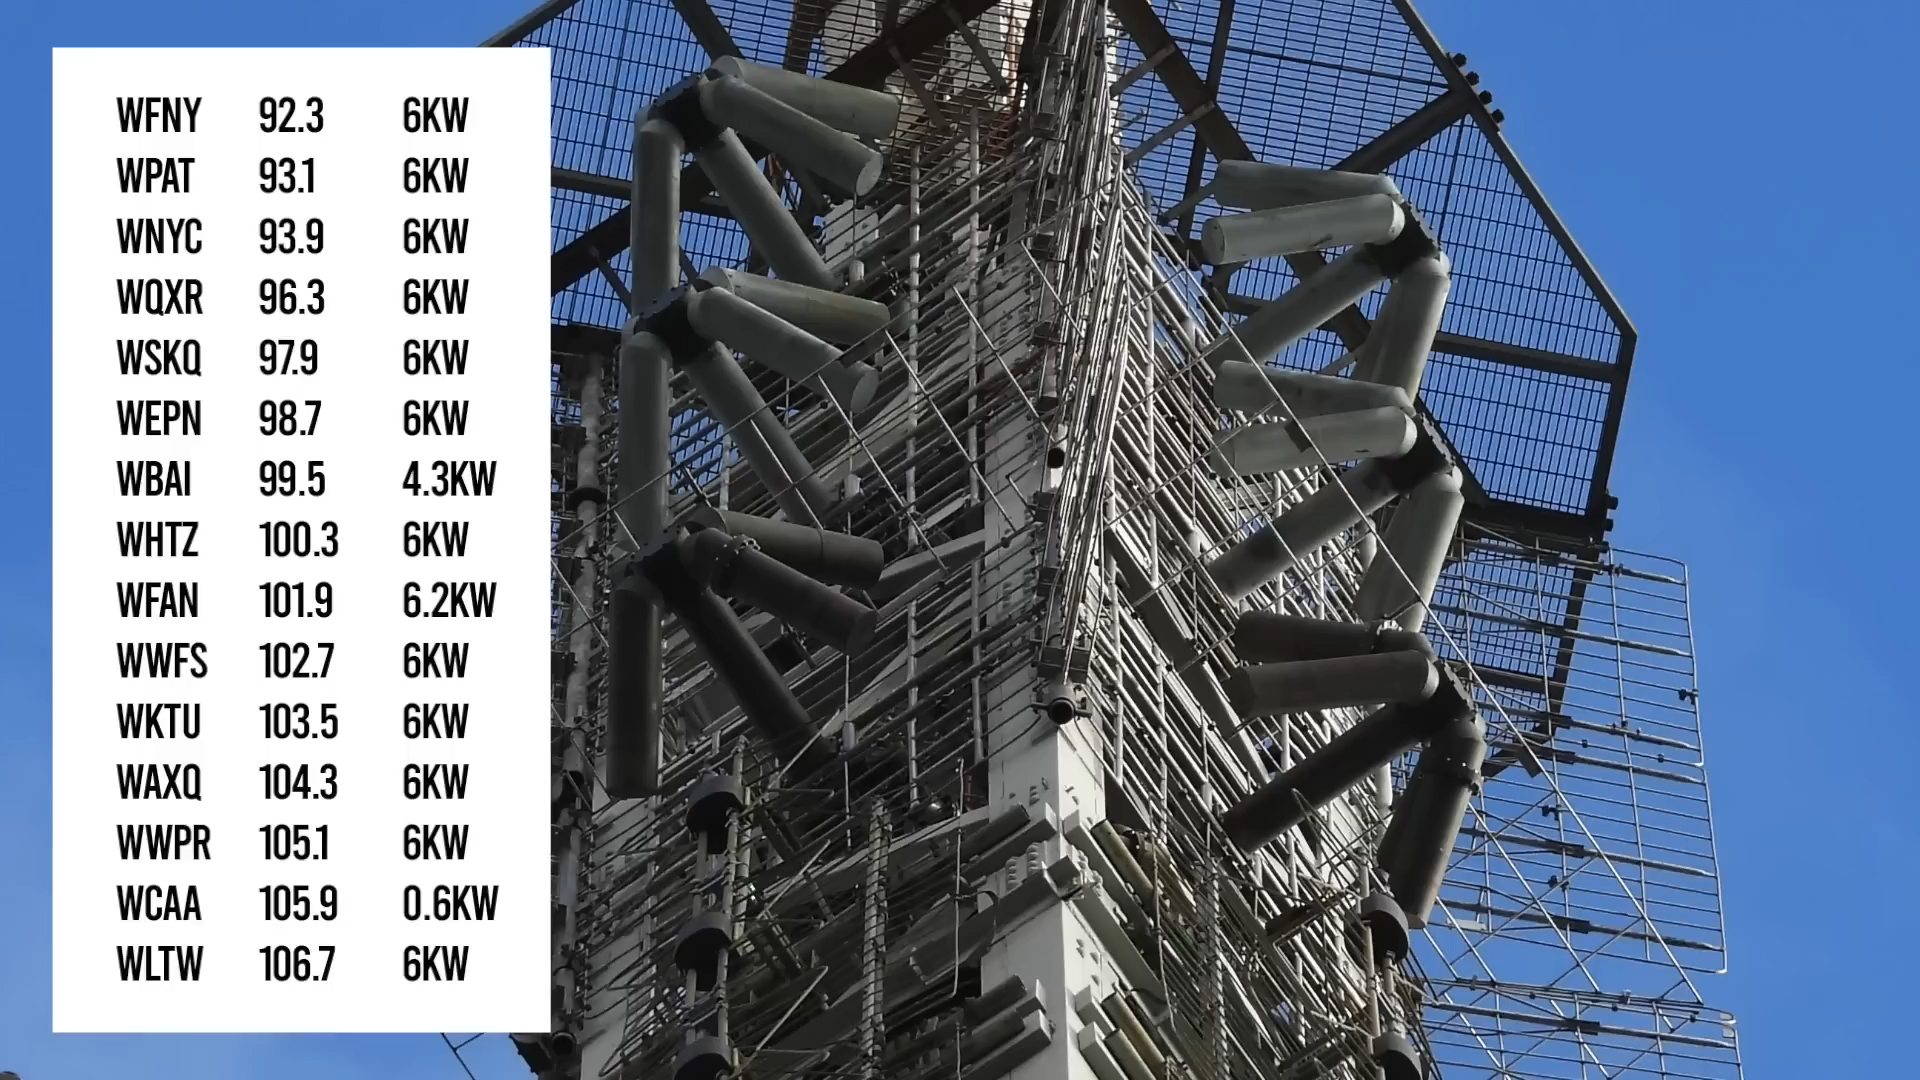 WFNY 92.3 6KW
WPAT 93.1 6KW
WNYC 93.9 6KW
WQXR 96.3 6KW
WSKQ 97.9 6KW
WEPN 98.7 6KW
WBAI 99.5 4.3KW
WHTZ 100.3 6KW
WFAN 101.9 6.2KW
WWFS 102.7 6KW
WKTU 103.5 6KW
WAXQ 104.3 6KW
WWPR 105.1 6KW
WCAA 105.9 0.6KW
WLTW 106.7 6KW